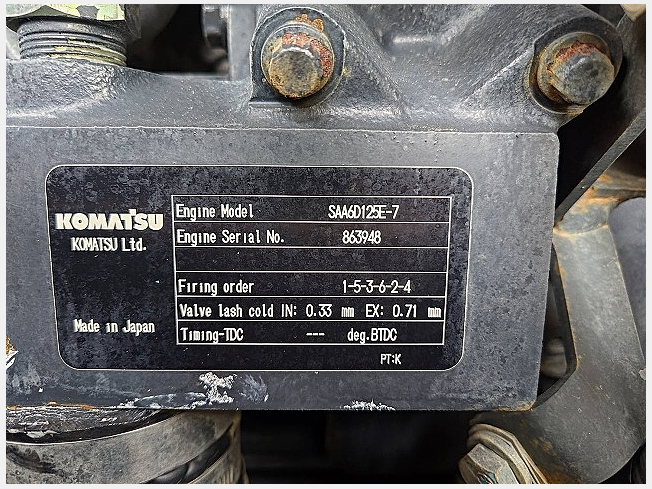 KOMATSU
KOMATSU Ltd.
Made in Japan
Engine Model SAA6D125E-7
Engine Serial No. 863948
Firing order 1-5-3-6-2-4
Valve lash cold IN: 0.33 mm EX: 0.71 mm
Timing-TDC --- deg.BTDC
PT:K